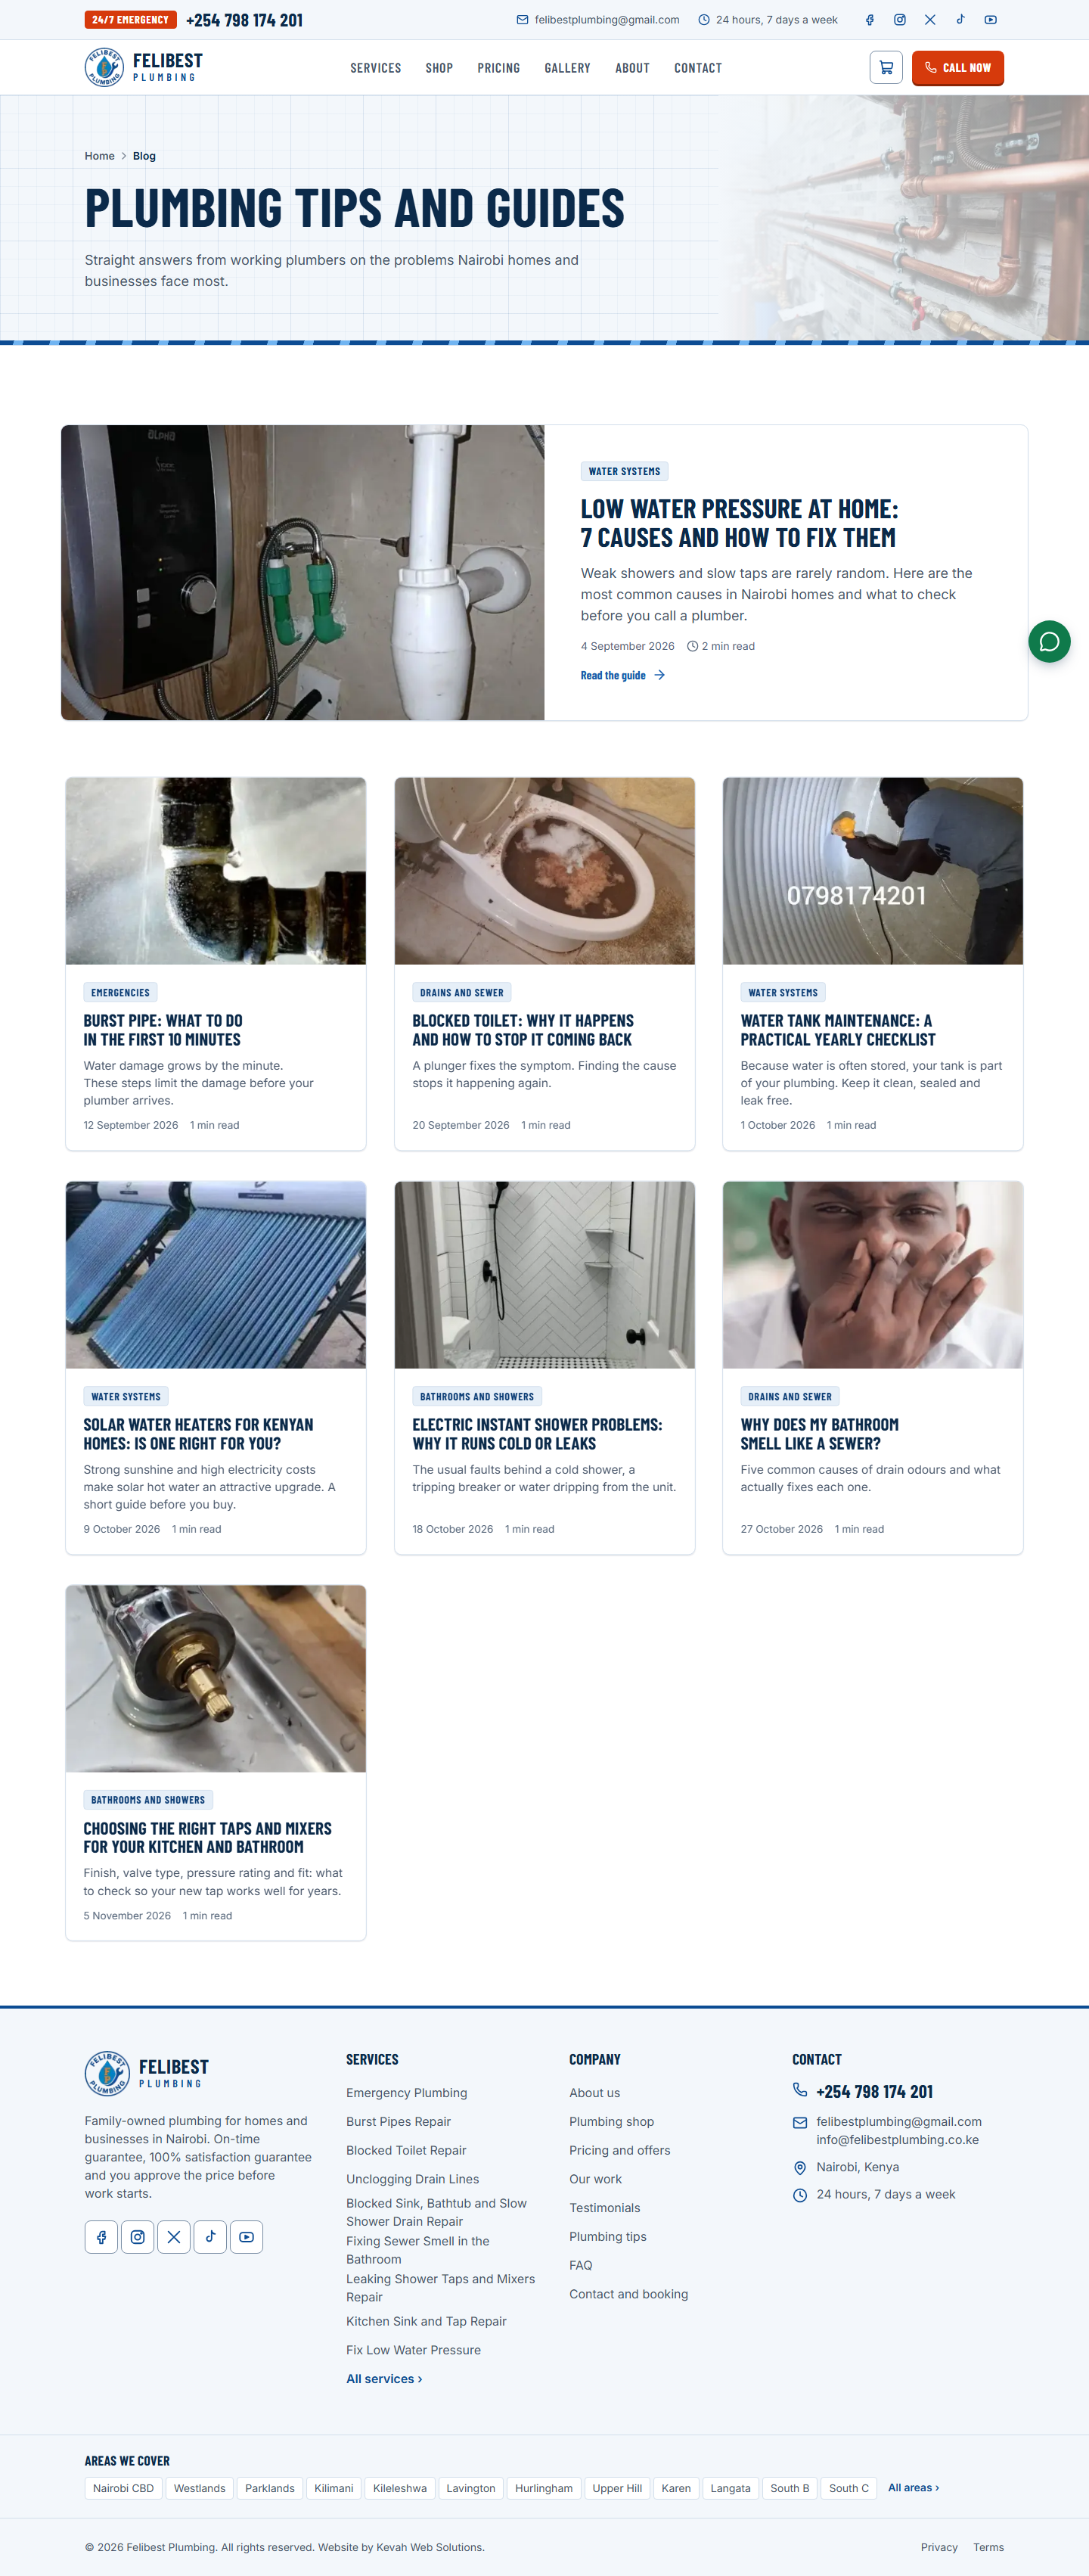 24/7 EMERGENCY +254 798 174 201 felibestplumbing@gmail.com 24 hours, 7 days a week
FELIBEST
PLUMBING
SERVICES SHOP PRICING GALLERY ABOUT CONTACT CALL NOW
Home > Blog
PLUMBING TIPS AND GUIDES
Straight answers from working plumbers on the problems Nairobi homes and
businesses face most.
alpha
WATER SYSTEMS
LOW WATER PRESSURE AT HOME:
7 CAUSES AND HOW TO FIX THEM
Weak showers and slow taps are rarely random. Here are the
most common causes in Nairobi homes and what to check
before you call a plumber.
4 September 2026 2 min read
Read the guide
EMERGENCIES
BURST PIPE: WHAT TO DO
IN THE FIRST 10 MINUTES
Water damage grows by the minute.
These steps limit the damage before your
plumber arrives.
12 September 2026 1 min read
DRAINS AND SEWER
BLOCKED TOILET: WHY IT HAPPENS
AND HOW TO STOP IT COMING BACK
A plunger fixes the symptom. Finding the cause
stops it happening again.
20 September 2026 1 min read
0798174201
WATER SYSTEMS
WATER TANK MAINTENANCE: A
PRACTICAL YEARLY CHECKLIST
Because water is often stored, your tank is part
of your plumbing. Keep it clean, sealed and
leak free.
1 October 2026 1 min read
WATER SYSTEMS
SOLAR WATER HEATERS FOR KENYAN
HOMES: IS ONE RIGHT FOR YOU?
Strong sunshine and high electricity costs
make solar hot water an attractive upgrade. A
short guide before you buy.
9 October 2026 1 min read
BATHROOMS AND SHOWERS
ELECTRIC INSTANT SHOWER PROBLEMS:
WHY IT RUNS COLD OR LEAKS
The usual faults behind a cold shower, a
tripping breaker or water dripping from the unit.
18 October 2026 1 min read
DRAINS AND SEWER
WHY DOES MY BATHROOM
SMELL LIKE A SEWER?
Five common causes of drain odours and what
actually fixes each one.
27 October 2026 1 min read
BATHROOMS AND SHOWERS
CHOOSING THE RIGHT TAPS AND MIXERS
FOR YOUR KITCHEN AND BATHROOM
Finish, valve type, pressure rating and fit: what
to check so your new tap works well for years.
5 November 2026 1 min read
FELIBEST
PLUMBING
Family-owned plumbing for homes and
businesses in Nairobi. On-time
guarantee, 100% satisfaction guarantee
and you approve the price before
work starts.
SERVICES
Emergency Plumbing
Burst Pipes Repair
Blocked Toilet Repair
Unclogging Drain Lines
Blocked Sink, Bathtub and Slow
Shower Drain Repair
Fixing Sewer Smell in the
Bathroom
Leaking Shower Taps and Mixers
Repair
Kitchen Sink and Tap Repair
Fix Low Water Pressure
All services ›
COMPANY
About us
Plumbing shop
Pricing and offers
Our work
Testimonials
Plumbing tips
FAQ
Contact and booking
CONTACT
+254 798 174 201
felibestplumbing@gmail.com
info@felibestplumbing.co.ke
Nairobi, Kenya
24 hours, 7 days a week
AREAS WE COVER
Nairobi CBD Westlands Parklands Kilimani Kileleshwa Lavington Hurlingham Upper Hill Karen Langata South B South C All areas ›
© 2026 Felibest Plumbing. All rights reserved. Website by Kevah Web Solutions. Privacy Terms